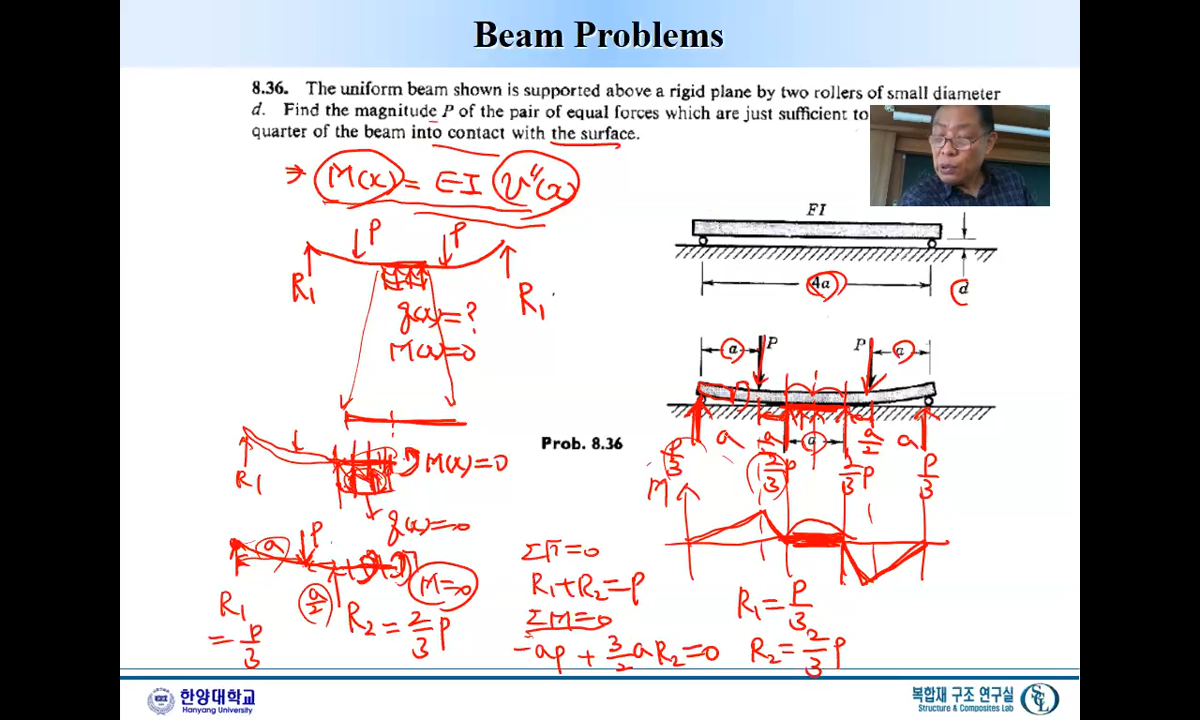 Beam Problems
8.36. The uniform beam shown is supported above a rigid plane by two rollers of small diameter
d. Find the magnitude P of the pair of equal forces which are just sufficient to
quarter of the beam into contact with the surface.
⇒ M(x) = EI v''(x)
P P
R₁ R₁
q(x) = ?
M(x) = 0
EI
4a
d
a P P a
a a/2 a a/2 a
P/3 2/3 P 2/3 P P/3
Prob. 8.36
M
R₁ M(x) = 0
q(x) = 0
a P
M = 0
a/2
R₁ = P/3
R₂ = 2/3 P
ΣF = 0
R₁ + R₂ = P
ΣM = 0
-aP + 3/2 a R₂ = 0
R₁ = P/3
R₂ = 2/3 P
한양대학교
Hanyang University
복합재 구조 연구실
Structure & Composites Lab